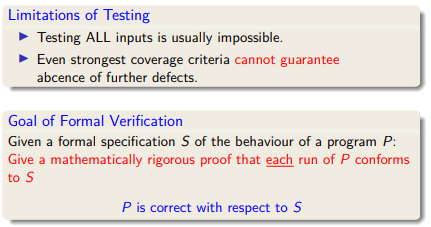 Limitations of Testing
▶ Testing ALL inputs is usually impossible.
▶ Even strongest coverage criteria cannot guarantee
abcence of further defects.
Goal of Formal Verification
Given a formal specification S of the behaviour of a program P:
Give a mathematically rigorous proof that each run of P conforms
to S
P is correct with respect to S